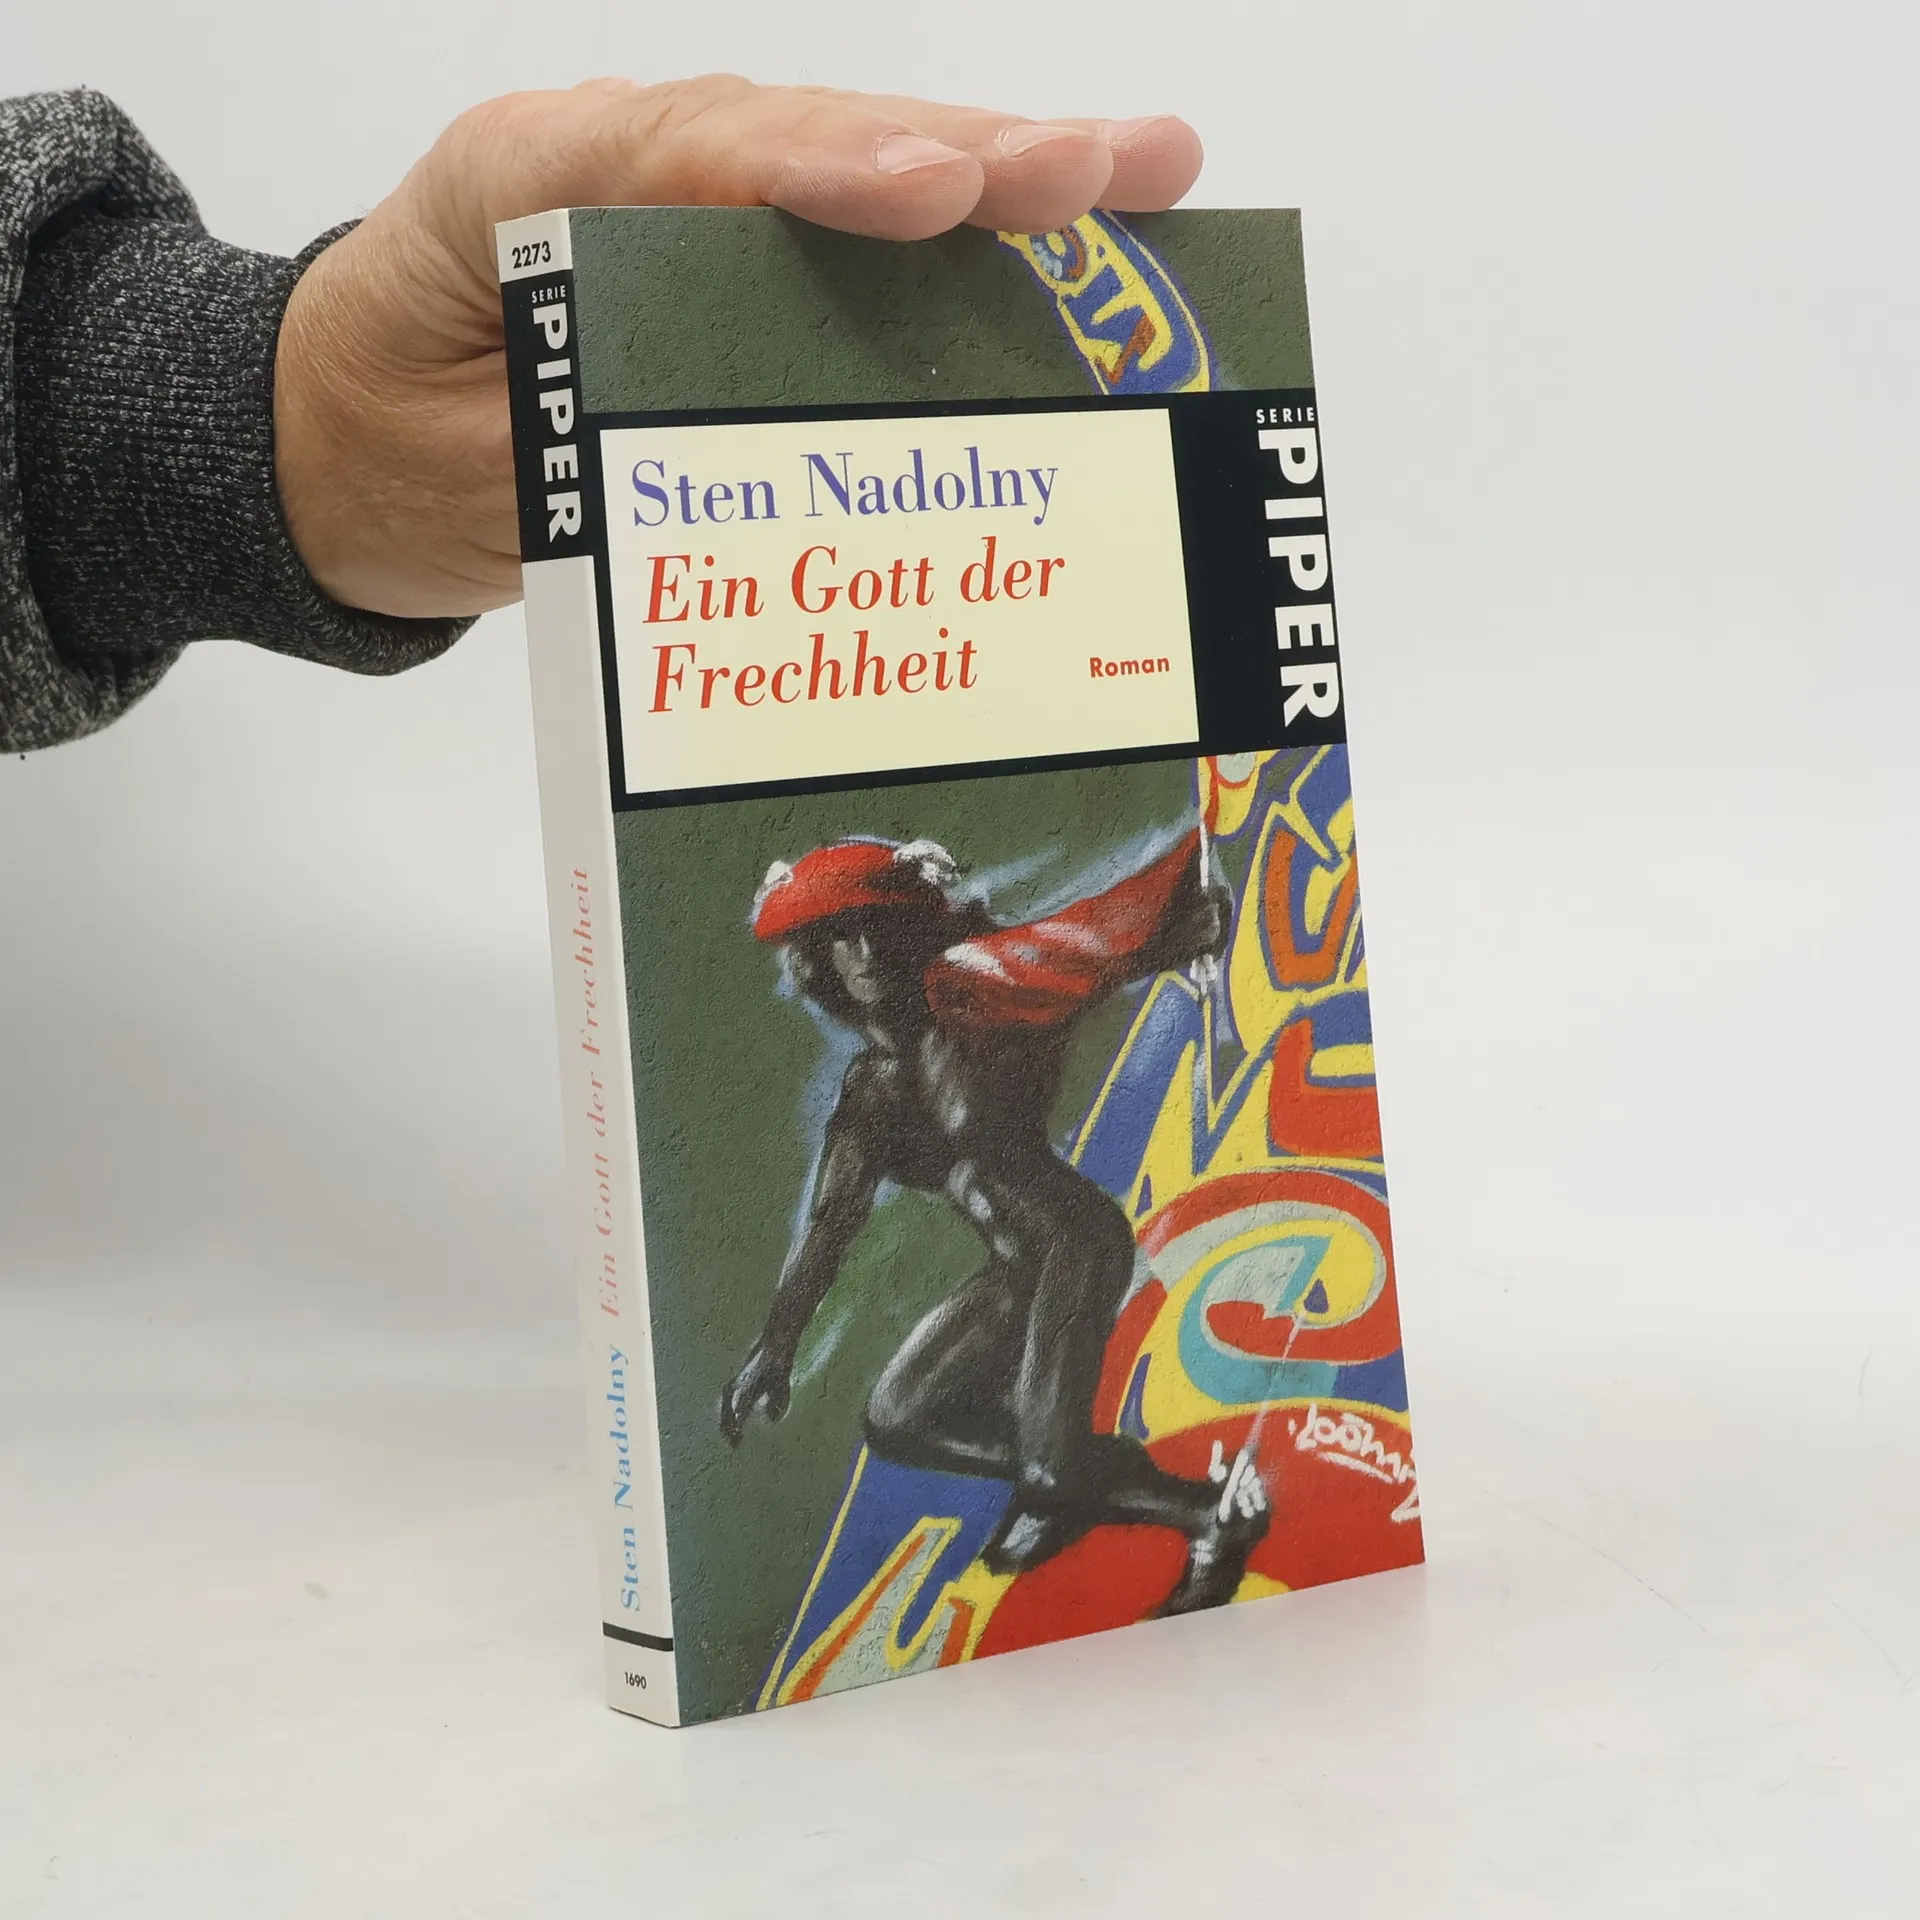 2273
SERIE
PIPER
Ein Gott der Frechheit
Sten Nadolny
1690
Sten Nadolny
Ein Gott der
Frechheit
Roman
SERIE
PIPER